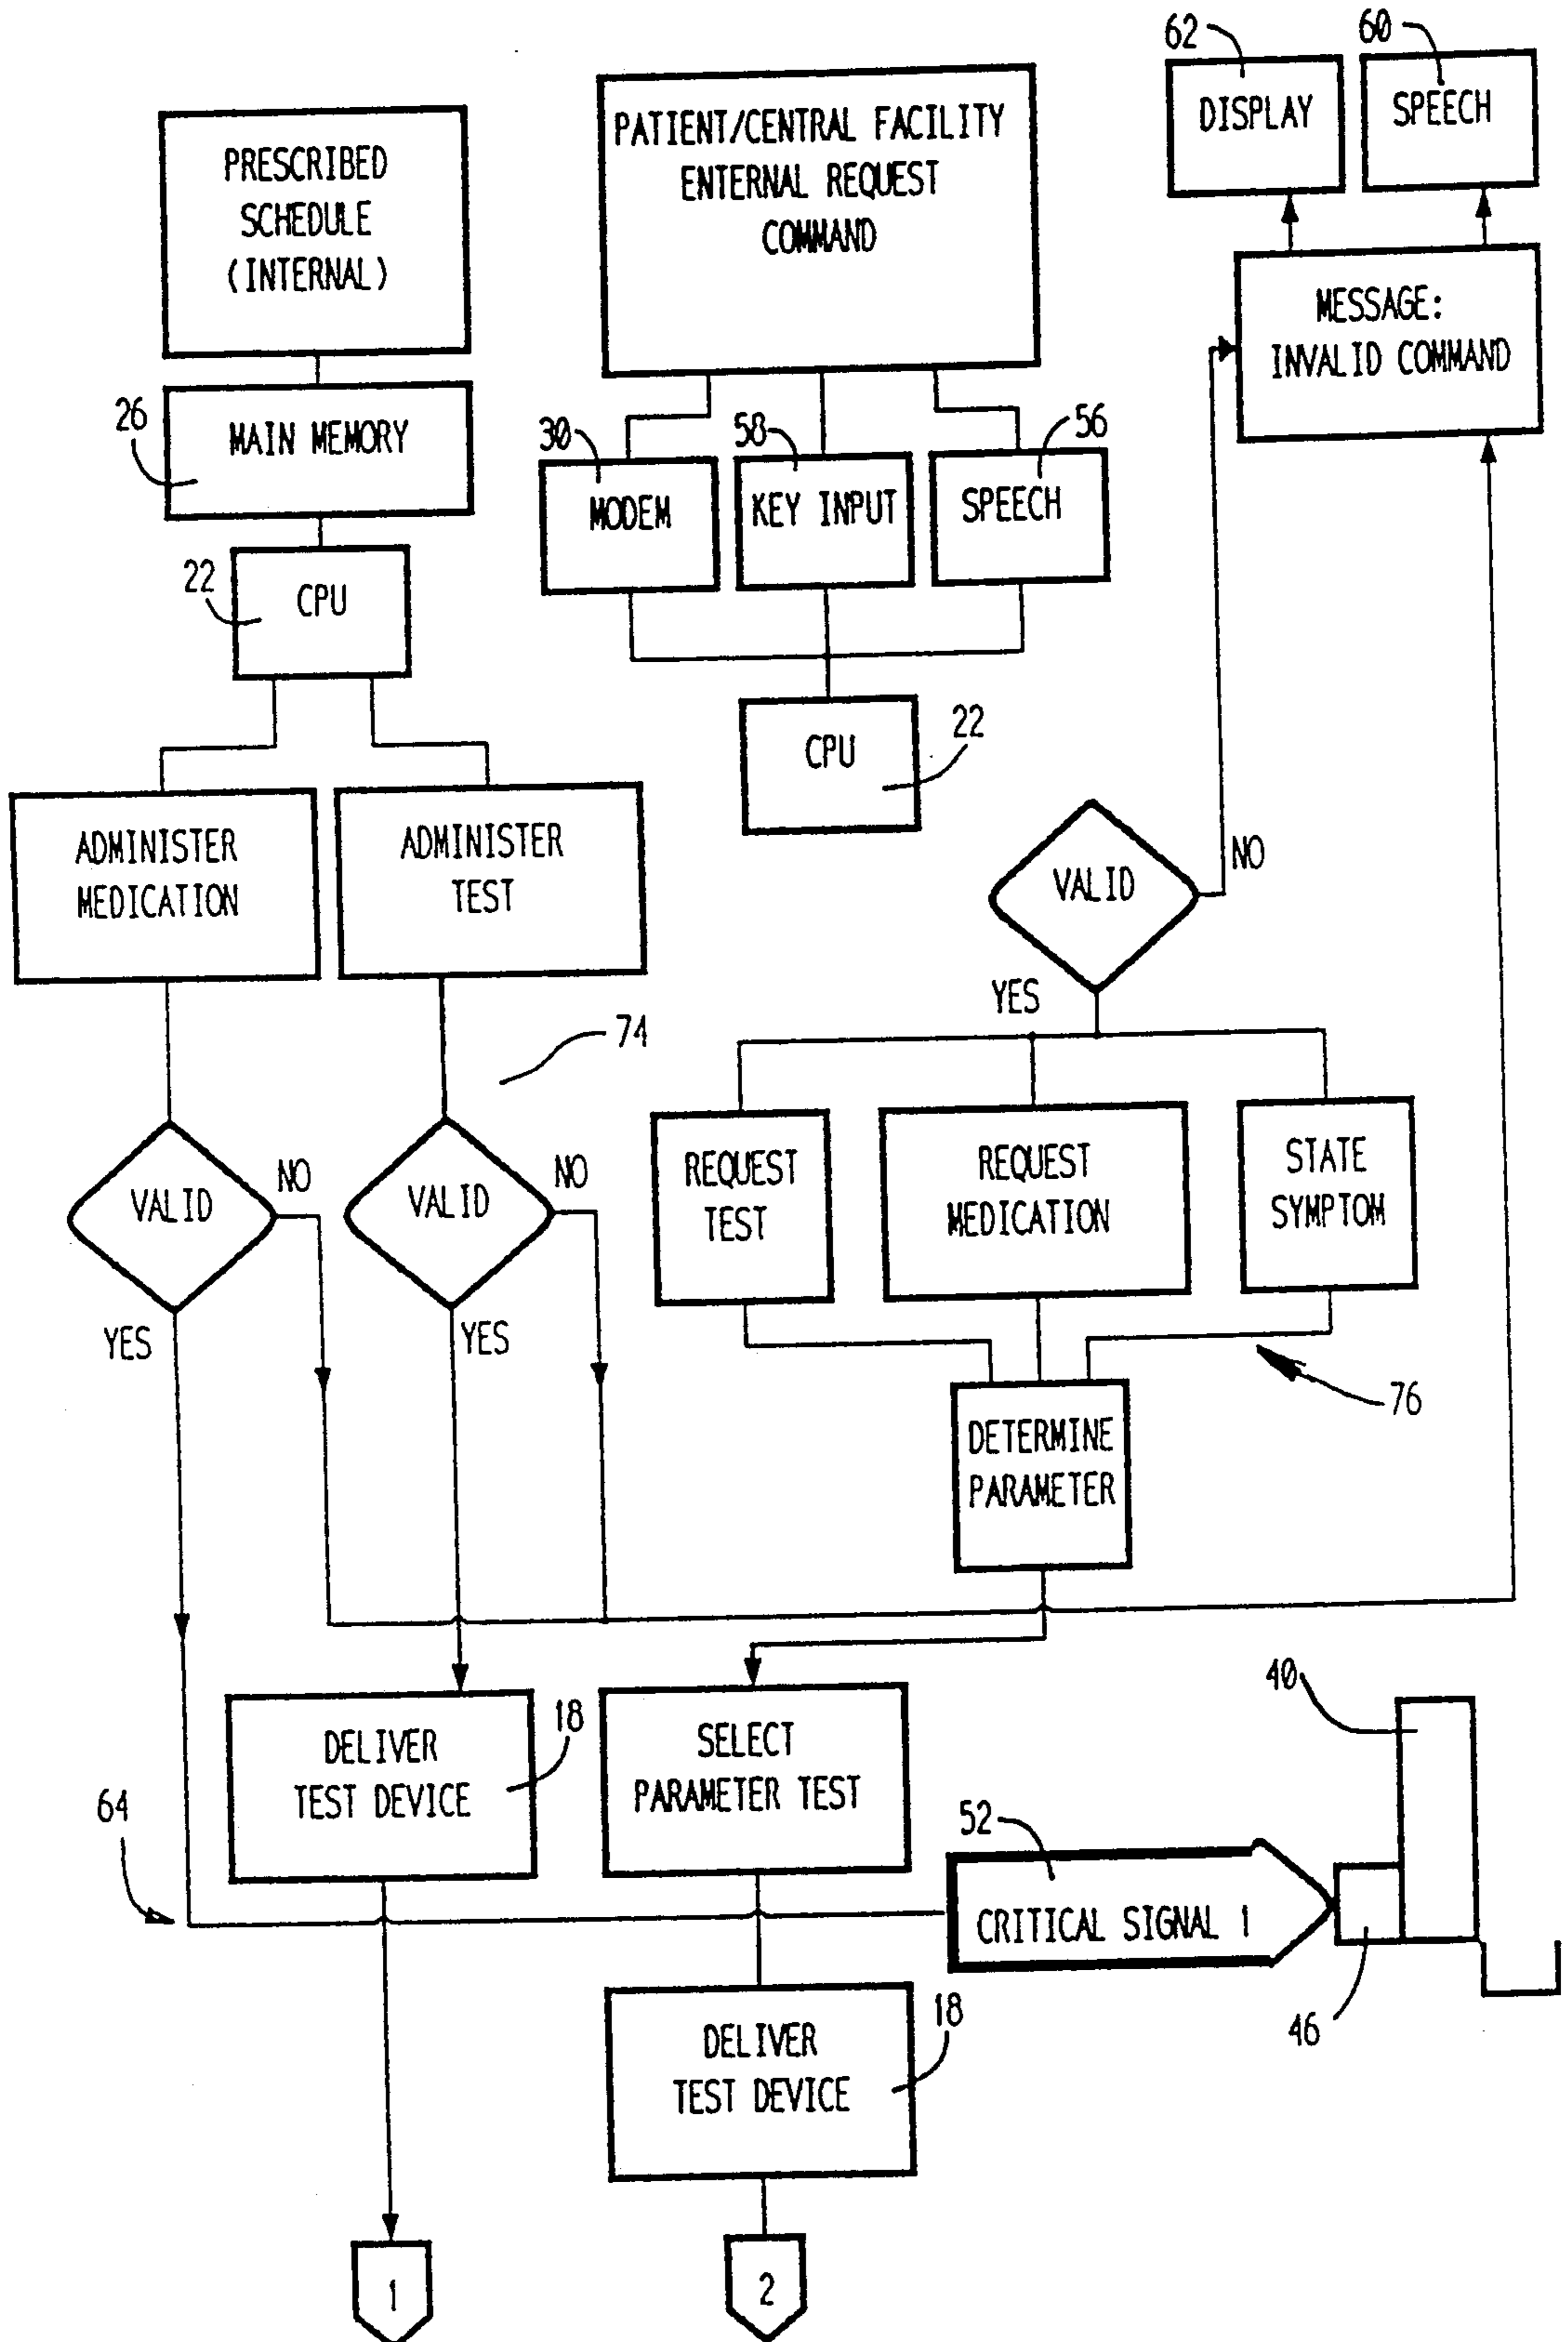 62
60
DISPLAY
SPEECH
PRESCRIBED
SCHEDULE
(INTERNAL)
PATIENT/CENTRAL FACILITY
ENTERNAL REQUEST
COMMAND
MESSAGE:
INVALID COMMAND
26
MAIN MEMORY
30
58
56
MODEM
KEY INPUT
SPEECH
22
CPU
CPU
22
ADMINISTER
MEDICATION
ADMINISTER
TEST
VALID
NO
YES
74
VALID
NO
YES
VALID
NO
YES
REQUEST
TEST
REQUEST
MEDICATION
STATE
SYMPTOM
76
DETERMINE
PARAMETER
DELIVER
TEST DEVICE
18
SELECT
PARAMETER TEST
40
64
52
CRITICAL SIGNAL 1
46
DELIVER
TEST DEVICE
18
1
2